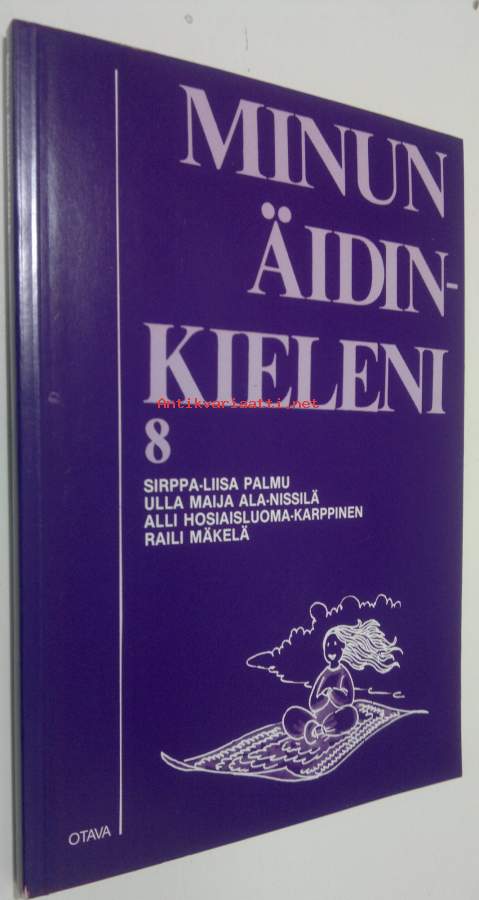 MINUN
ÄIDIN-
KIELENI
Antikvariaatti.net
8
SIRPPA-LIISA PALMU
ULLA MAIJA ALA-NISSILÄ
ALLI HOSIAISLUOMA-KARPPINEN
RAILI MÄKELÄ
OTAVA